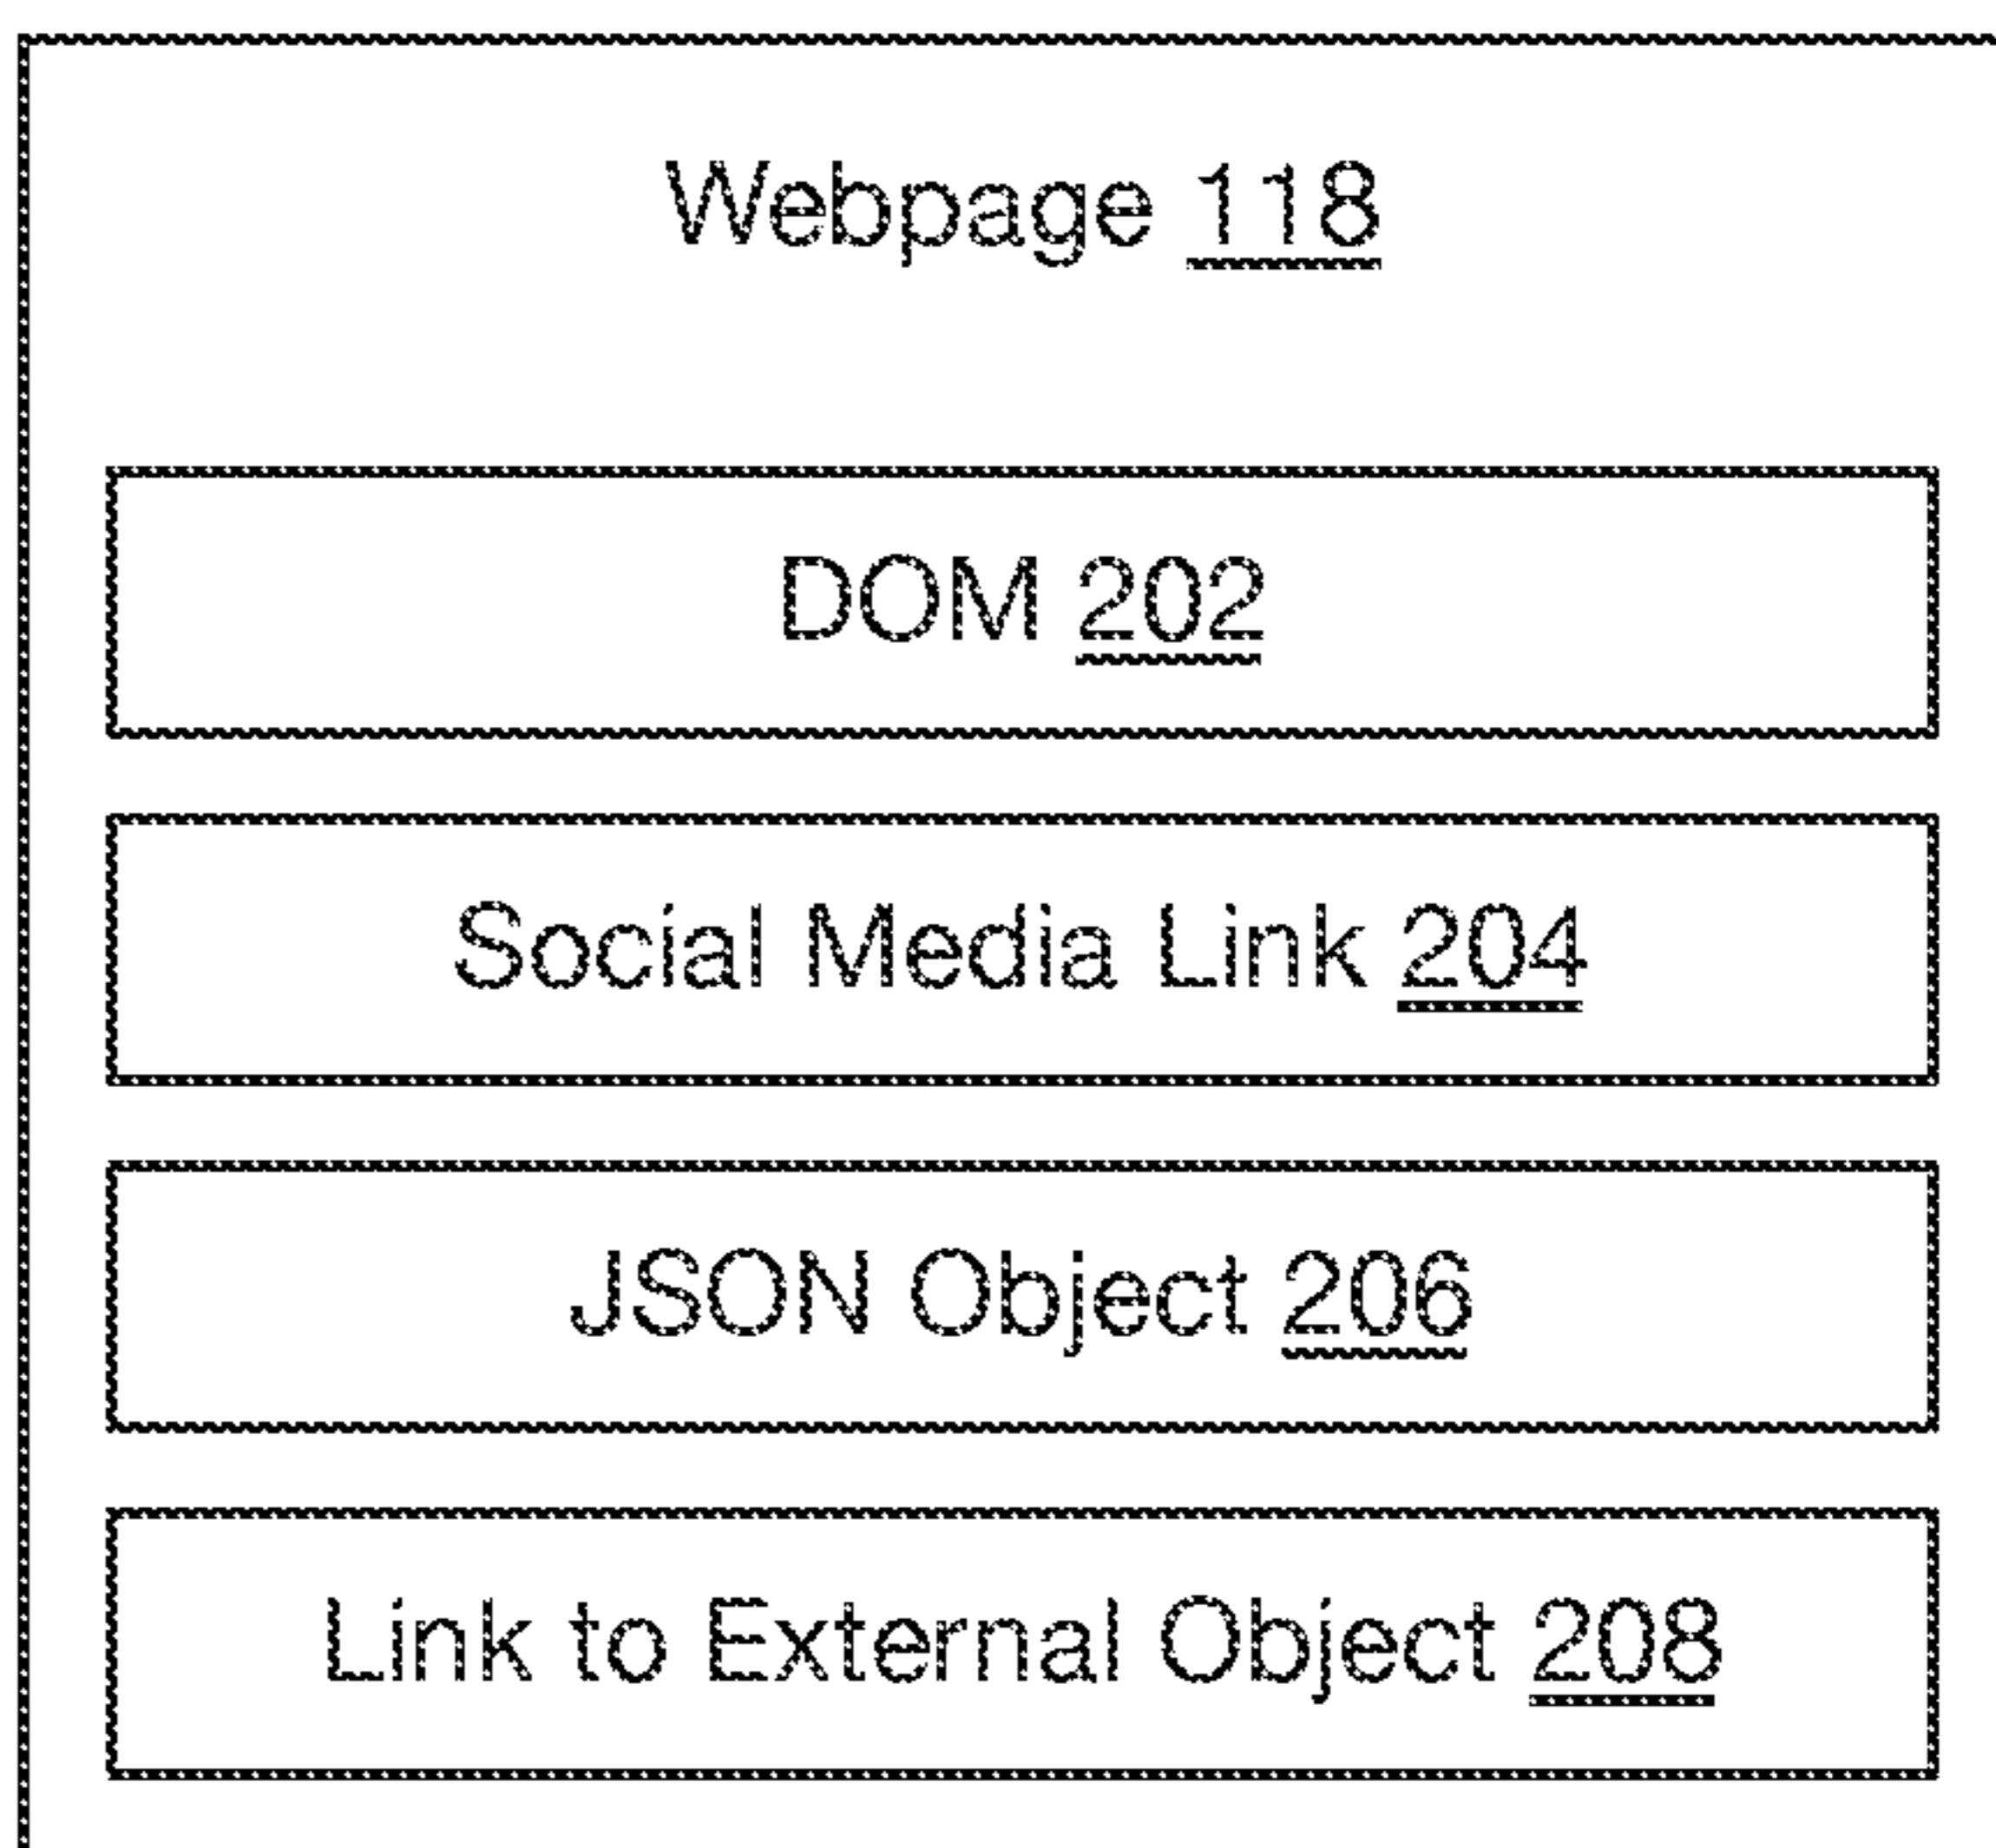 Webpage 118
DOM 202
Social Media Link 204
JSON Object 206
Link to External Object 208